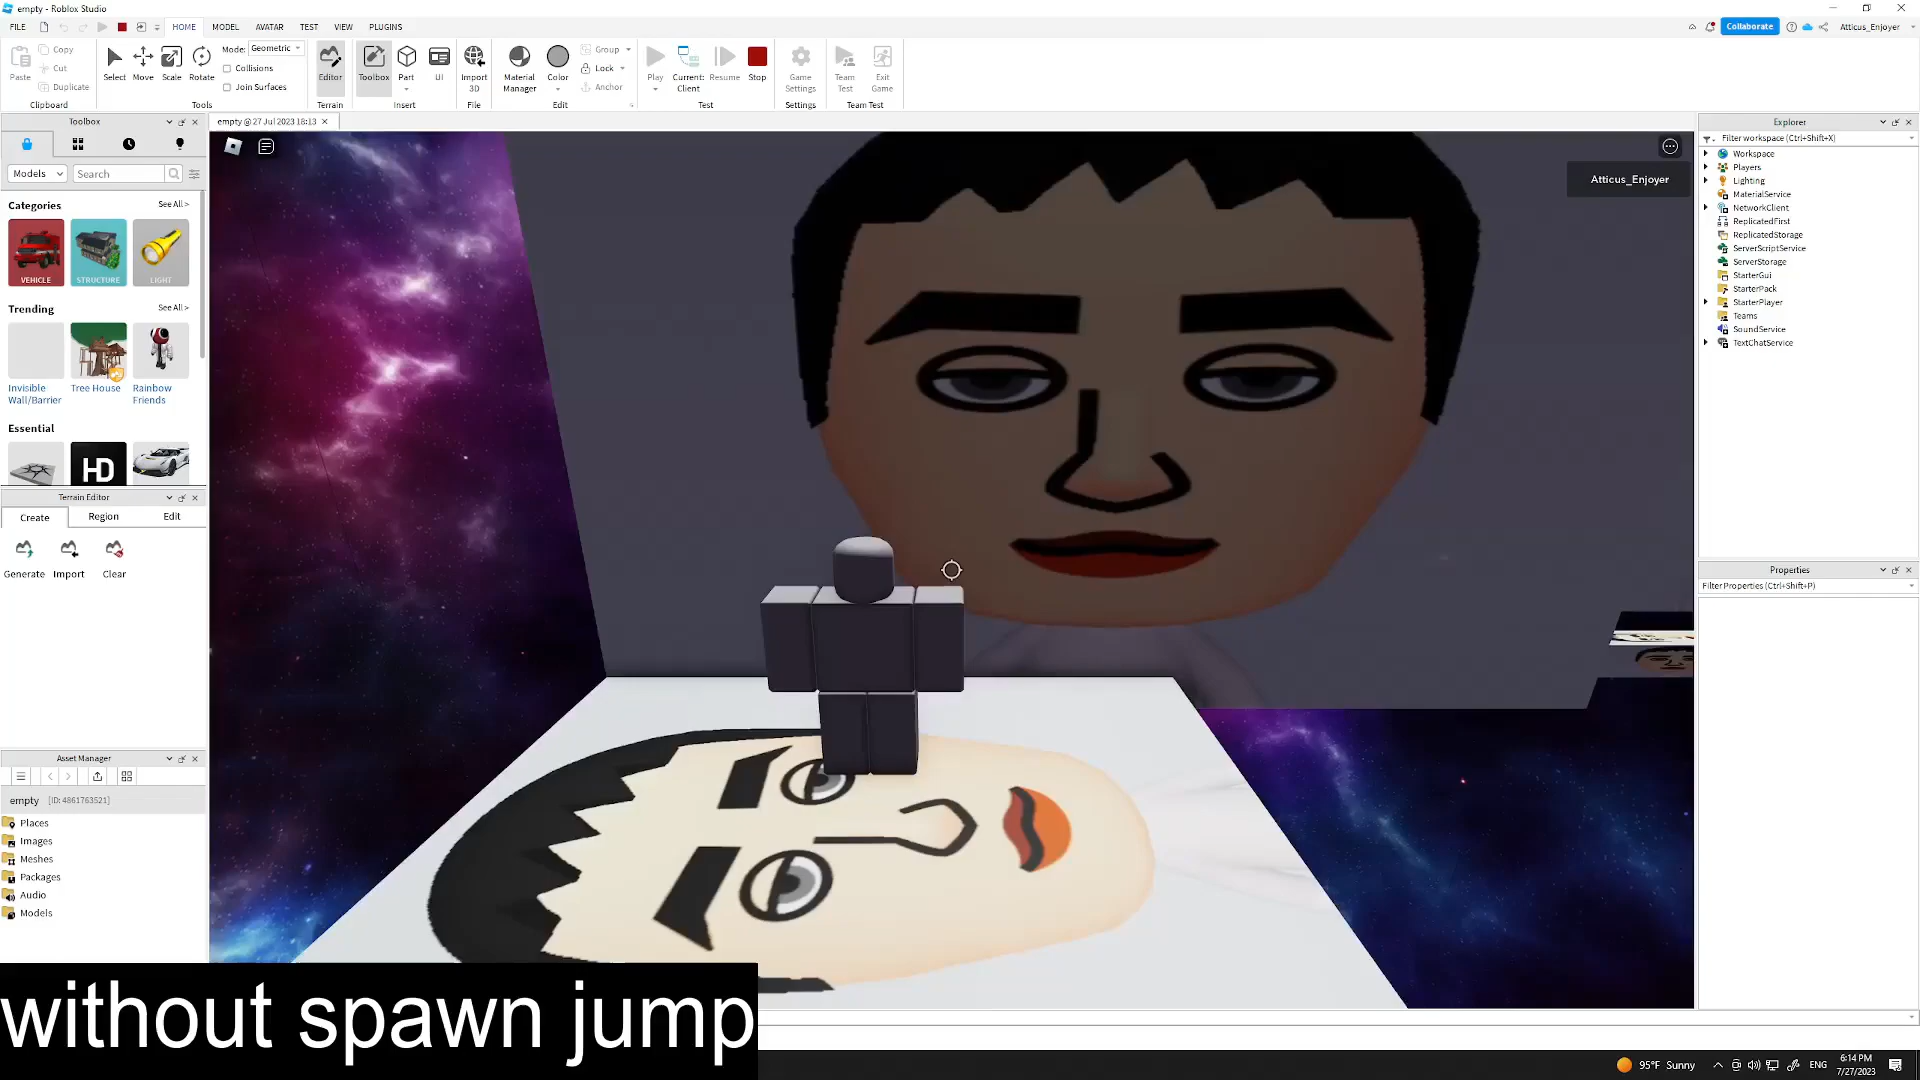 empty - Roblox Studio
FILE
HOME MODEL AVATAR TEST VIEW PLUGINS
Collaborate
Atticus_Enjoyer
Paste
Copy
Cut
Duplicate
Clipboard
Select
Move
Scale
Rotate
Mode: Geometric
Collisions
Join Surfaces
Tools
Editor
Terrain
Toolbox
Part
UI
Insert
Import
3D
File
Material
Manager
Color
Group
Lock
Anchor
Edit
Play
Current:
Client
Resume
Stop
Test
Game
Settings
Settings
Team
Test
Exit
Game
Team Test
Toolbox
empty @ 27 Jul 2023 18:13
Models
Search
Categories
See All >
VEHICLE
STRUCTURE
LIGHT
Trending
See All >
Invisible
Wall/Barrier
Tree House
Rainbow
Friends
Essential
See All >
HD
Terrain Editor
Create Region Edit
Generate Import Clear
Asset Manager
empty [ID: 4861763521]
Places
Images
Meshes
Packages
Audio
Models
Atticus_Enjoyer
Explorer
Filter workspace (Ctrl+Shift+X)
Workspace
Players
Lighting
MaterialService
NetworkClient
ReplicatedFirst
ReplicatedStorage
ServerScriptService
ServerStorage
StarterGui
StarterPack
StarterPlayer
Teams
SoundService
TextChatService
Properties
Filter Properties (Ctrl+Shift+P)
without spawn jump
95°F Sunny
ENG
6:14 PM
7/27/2023